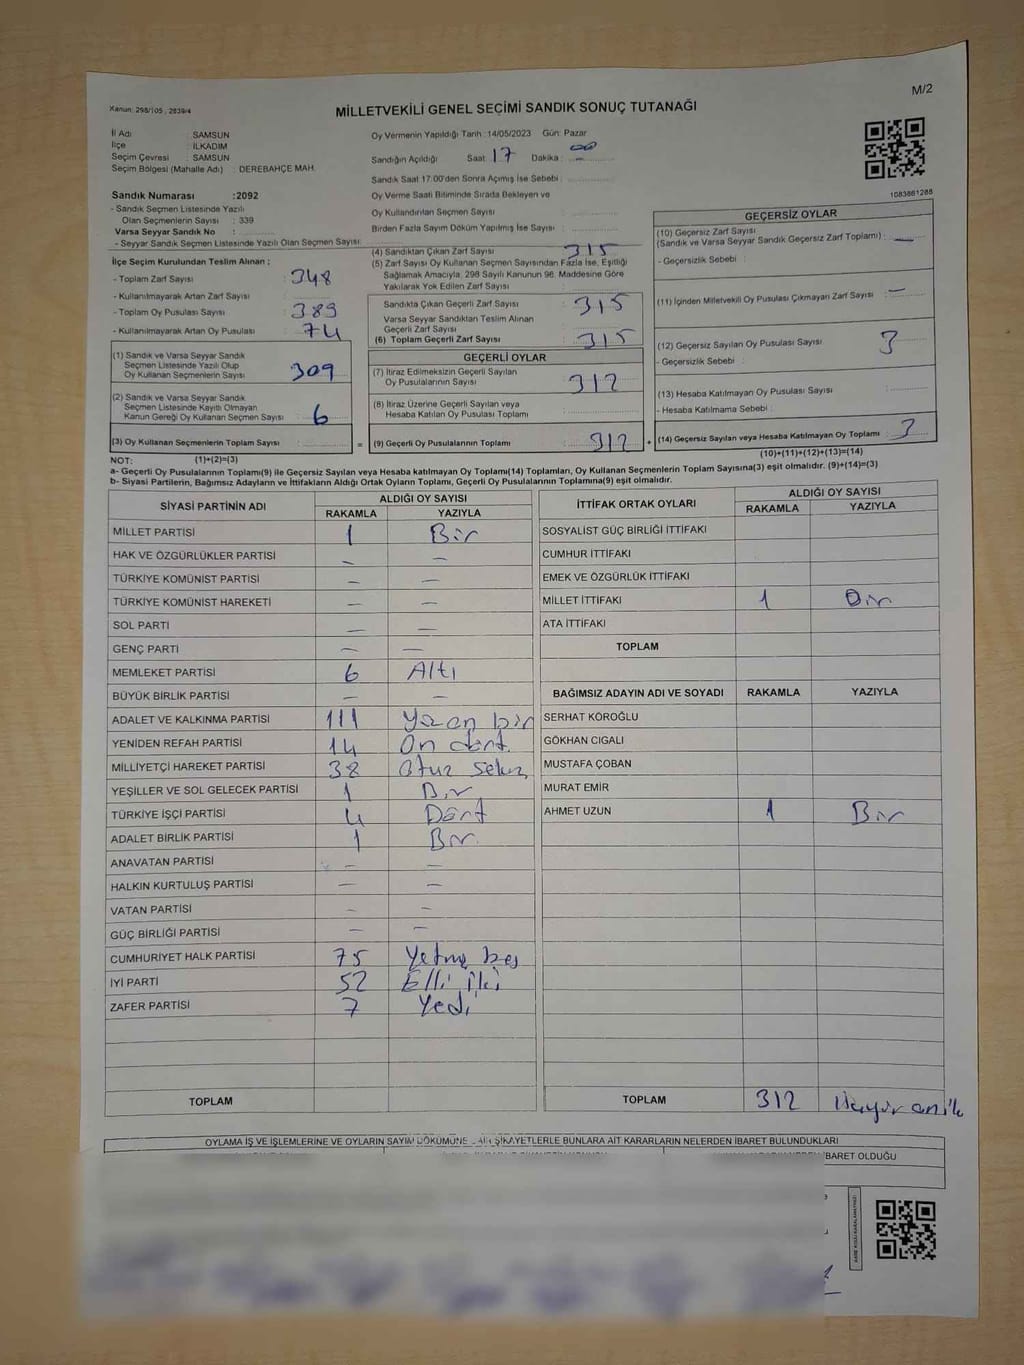 M/2
Kanun: 298/105 , 2839/4
MİLLETVEKİLİ GENEL SEÇİMİ SANDIK SONUÇ TUTANAĞI
İl Adı : SAMSUN
İlçe : İLKADIM
Seçim Çevresi : SAMSUN
Seçim Bölgesi (Mahalle Adı) : DEREBAHÇE MAH.
Oy Vermenin Yapıldığı Tarih :14/05/2023 Gün: Pazar
Sandığın Açıldığı Saat: 17 Dakika : 00
Sandık Saat 17:00'den Sonra Açımış İse Sebebi :
Sandık Numarası :2092
- Sandık Seçmen Listesinde Yazılı
Olan Seçmenlerin Sayısı : 339
Varsa Seyyar Sandık No :
- Seyyar Sandık Seçmen Listesinde Yazılı Olan Seçmen Sayısı:
Oy Verme Saati Bitiminde Sırada Bekleyen ve
Oy Kullandırılan Seçmen Sayısı :
Birden Fazla Sayım Döküm Yapılmış İse Sayısı :
1083861288
İlçe Seçim Kurulundan Teslim Alınan ;
- Toplam Zarf Sayısı : 348
- Kullanılmayarak Artan Zarf Sayısı :
- Toplam Oy Pusulası Sayısı : 389
- Kullanılmayarak Artan Oy Pusulası : 74
(1) Sandık ve Varsa Seyyar Sandık
Seçmen Listesinde Yazılı Olup
Oy Kullanan Seçmenlerin Sayısı : 309
(2) Sandık ve Varsa Seyyar Sandık
Seçmen Listesinde Kayıtlı Olmayan
Kanun Gereği Oy Kullanan Seçmen Sayısı : 6
(3) Oy Kullanan Seçmenlerin Toplam Sayısı :
(1)+(2)=(3)
(4) Sandıktan Çıkan Zarf Sayısı : 315
(5) Zarf Sayısı Oy Kullanan Seçmen Sayısından Fazla İse, Eşitliği
Sağlamak Amacıyla, 298 Sayılı Kanunun 98. Maddesine Göre
Yakılarak Yok Edilen Zarf Sayısı :
Sandıkta Çıkan Geçerli Zarf Sayısı : 315
Varsa Seyyar Sandıktan Teslim Alınan
Geçerli Zarf Sayısı :
(6) Toplam Geçerli Zarf Sayısı : 315
GEÇERLİ OYLAR
(7) İtiraz Edilmeksizin Geçerli Sayılan
Oy Pusulalarının Sayısı : 312
(8) İtiraz Üzerine Geçerli Sayılan veya
Hesaba Katılan Oy Pusulası Toplamı :
= (9) Geçerli Oy Pusulalarının Toplamı : 312 +
GEÇERSİZ OYLAR
(10) Geçersiz Zarf Sayısı
(Sandık ve Varsa Seyyar Sandık Geçersiz Zarf Toplamı) : —
- Geçersizlik Sebebi :
(11) İçinden Milletvekili Oy Pusulası Çıkmayan Zarf Sayısı : —
(12) Geçersiz Sayılan Oy Pusulası Sayısı : 3
- Geçersizlik Sebebi :
(13) Hesaba Katılmayan Oy Pusulası Sayısı :
- Hesaba Katılmama Sebebi :
(14) Geçersiz Sayılan veya Hesaba Katılmayan Oy Toplamı : 3
(10)+(11)+(12)+(13)=(14)
NOT:
a- Geçerli Oy Pusulalarının Toplamı(9) ile Geçersiz Sayılan veya Hesaba katılmayan Oy Toplamı(14) Toplamları, Oy Kullanan Seçmenlerin Toplam Sayısına(3) eşit olmalıdır. (9)+(14)=(3)
b- Siyasi Partilerin, Bağımsız Adayların ve İttifakların Aldığı Ortak Oyların Toplamı, Geçerli Oy Pusulalarının Toplamına(9) eşit olmalıdır.
SİYASİ PARTİNİN ADI ALDIĞI OY SAYISI
RAKAMLA YAZIYLA
MİLLET PARTİSİ 1 Bir
HAK VE ÖZGÜRLÜKLER PARTİSİ — —
TÜRKİYE KOMÜNİST PARTİSİ — —
TÜRKİYE KOMÜNİST HAREKETİ — —
SOL PARTİ — —
GENÇ PARTİ — —
MEMLEKET PARTİSİ 6 Altı
BÜYÜK BİRLİK PARTİSİ — —
ADALET VE KALKINMA PARTİSİ 111 bir
YENİDEN REFAH PARTİSİ 14 On dört
MİLLİYETÇİ HAREKET PARTİSİ 38 Otuz sekiz
YEŞİLLER VE SOL GELECEK PARTİSİ 1 Bir
TÜRKİYE İŞÇİ PARTİSİ 4 Dört
ADALET BİRLİK PARTİSİ 1 Bir
ANAVATAN PARTİSİ — —
HALKIN KURTULUŞ PARTİSİ — —
VATAN PARTİSİ — —
GÜÇ BİRLİĞİ PARTİSİ — —
CUMHURİYET HALK PARTİSİ 75 Yetmiş beş
İYİ PARTİ 52 Elli iki
ZAFER PARTİSİ 7 Yedi
TOPLAM
İTTİFAK ORTAK OYLARI ALDIĞI OY SAYISI
RAKAMLA YAZIYLA
SOSYALİST GÜÇ BİRLİĞİ İTTİFAKI
CUMHUR İTTİFAKI
EMEK VE ÖZGÜRLÜK İTTİFAKI
MİLLET İTTİFAKI 1 Bir
ATA İTTİFAKI
TOPLAM
BAĞIMSIZ ADAYIN ADI VE SOYADI RAKAMLA YAZIYLA
SERHAT KÖROĞLU
GÖKHAN CIGALI
MUSTAFA ÇOBAN
MURAT EMİR
AHMET UZUN 1 Bir
TOPLAM 312
OYLAMA İŞ VE İŞLEMLERİNE VE OYLARIN SAYIM DÖKÜMÜNE ŞİKAYETLERLE BUNLARA AİT KARARLARIN NELERDEN İBARET BULUNDUKLARI
İBARET OLDUĞU